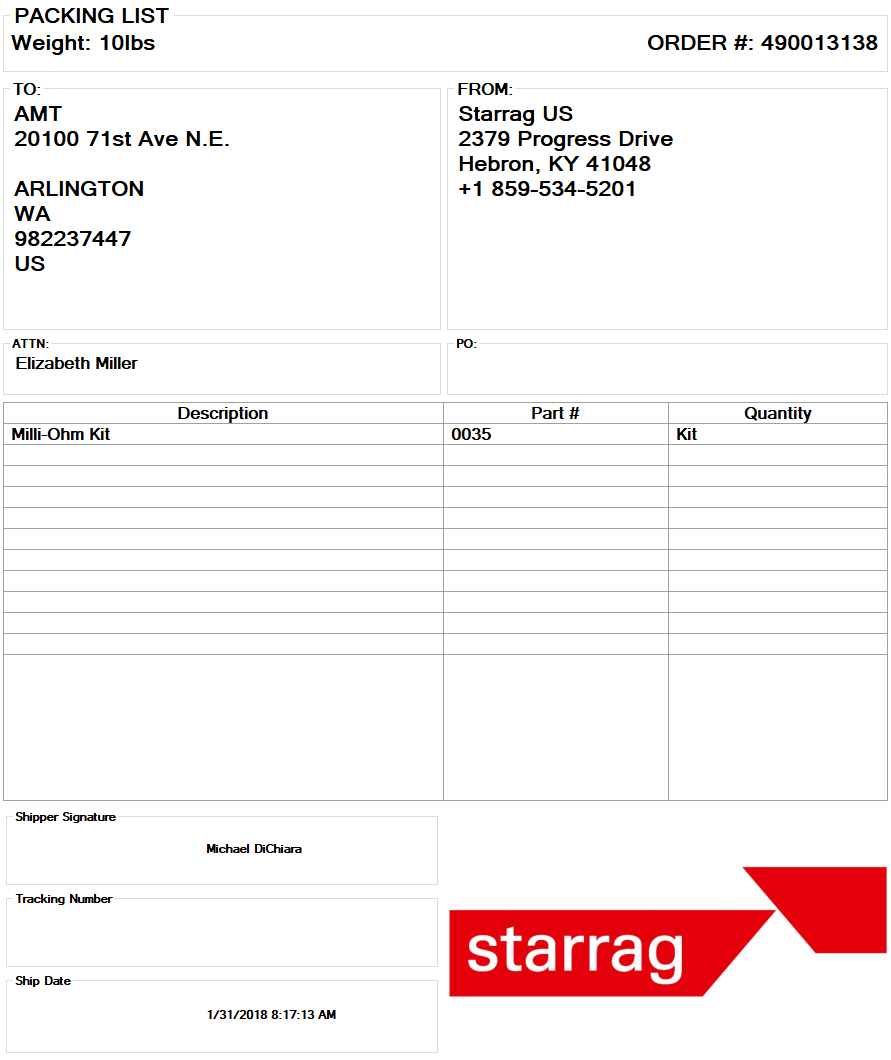 PACKING LIST
Weight: 10lbs
ORDER #: 490013138
TO:
AMT
20100 71st Ave N.E.
ARLINGTON
WA
982237447
US
FROM:
Starrag US
2379 Progress Drive
Hebron, KY 41048
+1 859-534-5201
ATTN:
Elizabeth Miller
PO:
Description Part # Quantity
Milli-Ohm Kit 0035 Kit
Shipper Signature
Michael DiChiara
Tracking Number
Ship Date
1/31/2018 8:17:13 AM
starrag